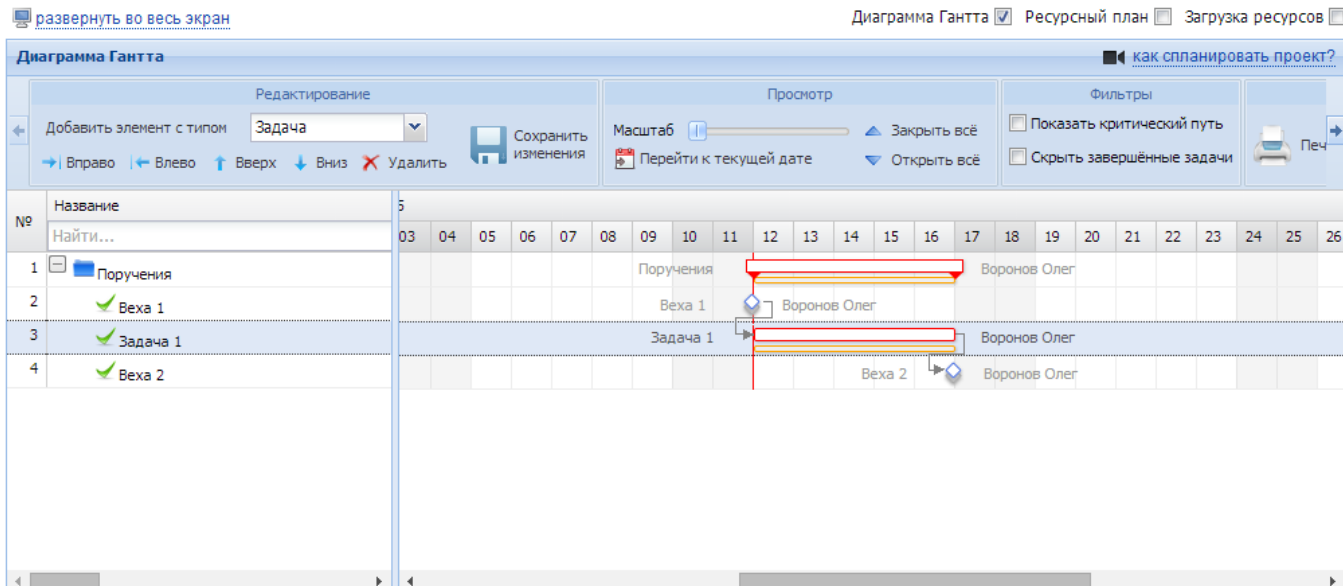 развернуть во весь экран Диаграмма Гантта Ресурсный план Загрузка ресурсов
Диаграмма Гантта как спланировать проект?
Редактирование Просмотр Фильтры
Добавить элемент с типом Задача Сохранить изменения Масштаб Закрыть всё Показать критический путь
Вправо Влево Вверх Вниз Удалить Перейти к текущей дате Открыть всё Скрыть завершённые задачи Печ
№ Название
Найти... 03 04 05 06 07 08 09 10 11 12 13 14 15 16 17 18 19 20 21 22 23 24 25 26
1 Поручения Поручения Воронов Олег
2 Веха 1 Веха 1 Воронов Олег
3 Задача 1 Задача 1 Воронов Олег
4 Веха 2 Веха 2 Воронов Олег